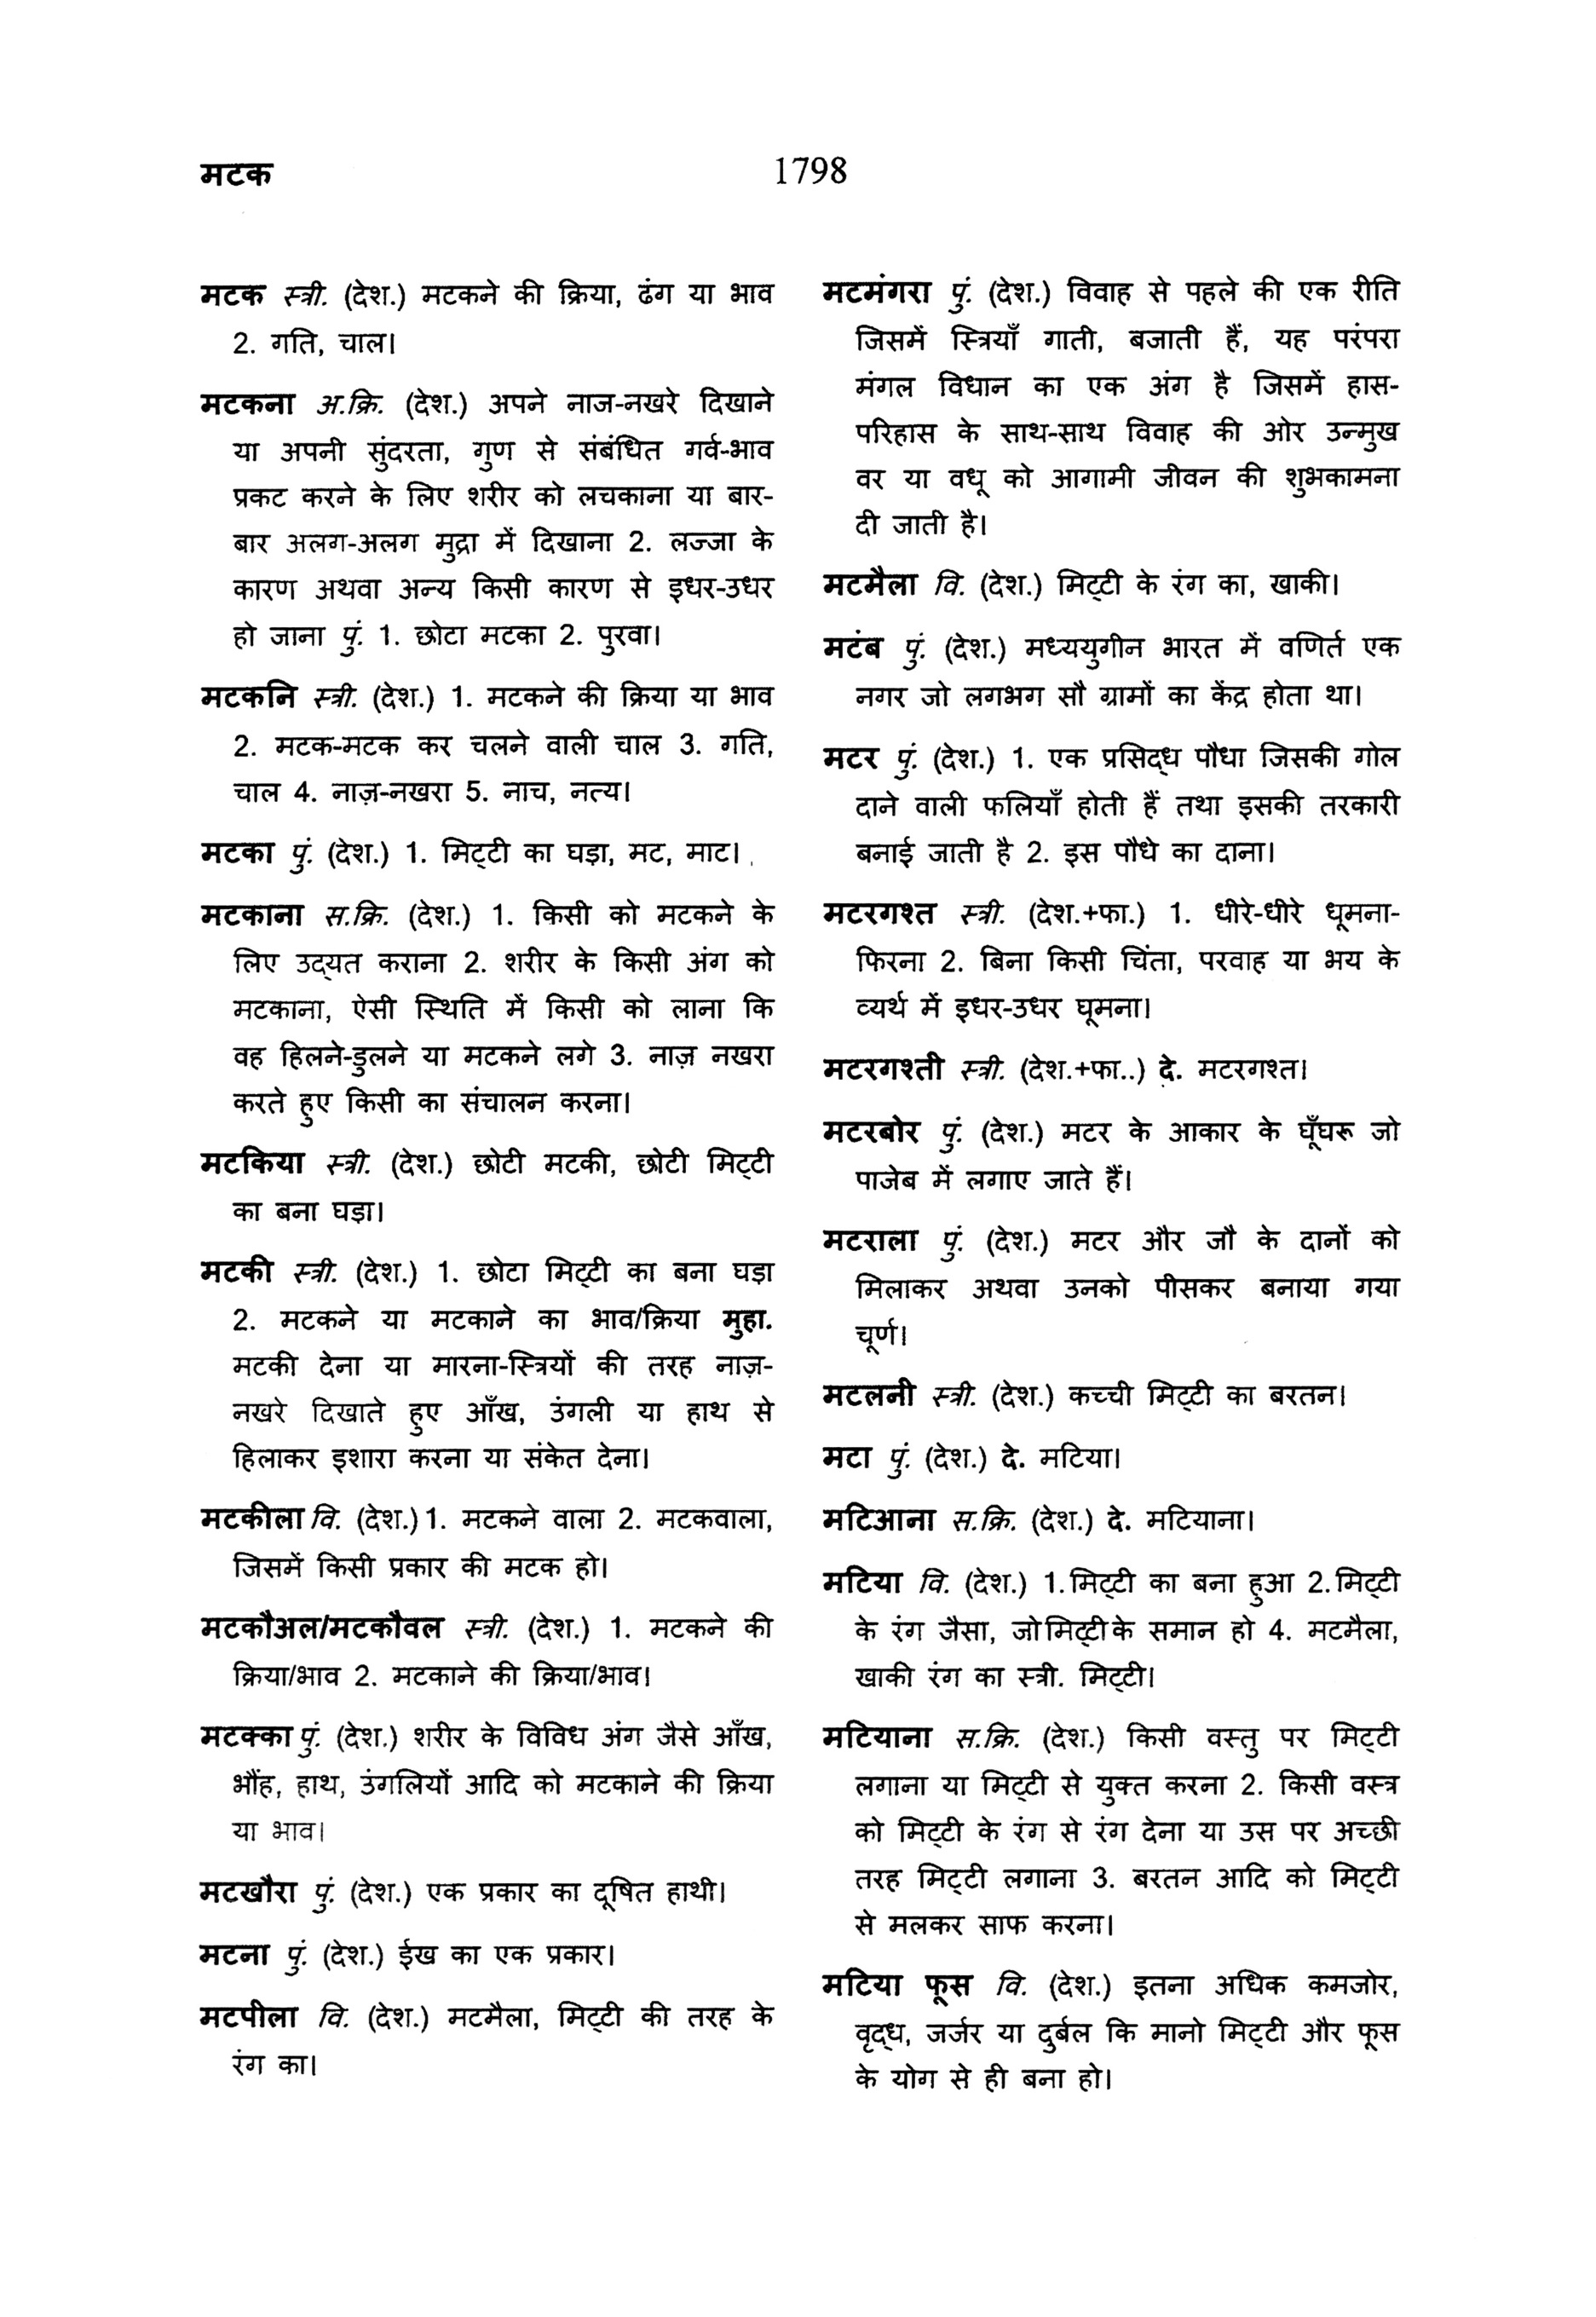 मटक
1798
मटक स्त्री. (देश.) मटकने की क्रिया, ढंग या भाव
2. गति, चाल।
मटकना अ.क्रि. (देश.) अपने नाज-नखरे दिखाने
या अपनी सुंदरता, गुण से संबंधित गर्व-भाव
प्रकट करने के लिए शरीर को लचकाना या बार-
बार अलग-अलग मुद्रा में दिखाना 2. लज्जा के
कारण अथवा अन्य किसी कारण से इधर-उधर
हो जाना पुं. 1. छोटा मटका 2. पुरवा।
मटकनि स्त्री. (देश.) 1. मटकने की क्रिया या भाव
2. मटक-मटक कर चलने वाली चाल 3. गति,
चाल 4. नाज़-नखरा 5. नाच, नत्य।
मटका पुं. (देश.) 1. मिट्टी का घड़ा, मट, माट।
मटकाना स.क्रि. (देश.) 1. किसी को मटकने के
लिए उद्यत कराना 2. शरीर के किसी अंग को
मटकाना, ऐसी स्थिति में किसी को लाना कि
वह हिलने-डुलने या मटकने लगे 3. नाज़ नखरा
करते हुए किसी का संचालन करना।
मटकिया स्त्री. (देश.) छोटी मटकी, छोटी मिट्टी
का बना घड़ा।
मटकी स्त्री. (देश.) 1. छोटा मिट्टी का बना घड़ा
2. मटकने या मटकाने का भाव/क्रिया मुहा.
मटकी देना या मारना-स्त्रियों की तरह नाज़-
नखरे दिखाते हुए आँख, उंगली या हाथ से
हिलाकर इशारा करना या संकेत देना।
मटकीला वि. (देश.) 1. मटकने वाला 2. मटकवाला,
जिसमें किसी प्रकार की मटक हो।
मटकौअल/मटकौवल स्त्री. (देश.) 1. मटकने की
क्रिया/भाव 2. मटकाने की क्रिया/भाव।
मटक्का पुं. (देश.) शरीर के विविध अंग जैसे आँख,
भौंह, हाथ, उंगलियों आदि को मटकाने की क्रिया
या भाव।
मटखौरा पुं. (देश.) एक प्रकार का दूषित हाथी।
मटना पुं. (देश.) ईख का एक प्रकार।
मटपीला वि. (देश.) मटमैला, मिट्टी की तरह के
रंग का।
मटमंगरा पुं. (देश.) विवाह से पहले की एक रीति
जिसमें स्त्रियाँ गाती, बजाती हैं, यह परंपरा
मंगल विधान का एक अंग है जिसमें हास-
परिहास के साथ-साथ विवाह की ओर उन्मुख
वर या वधू को आगामी जीवन की शुभकामना
दी जाती है।
मटमैला वि. (देश.) मिट्टी के रंग का, खाकी।
मटंब पुं. (देश.) मध्ययुगीन भारत में वणिर्त एक
नगर जो लगभग सौ ग्रामों का केंद्र होता था।
मटर पुं. (देश.) 1. एक प्रसिद्ध पौधा जिसकी गोल
दाने वाली फलियाँ होती हैं तथा इसकी तरकारी
बनाई जाती है 2. इस पौधे का दाना।
मटरगश्त स्त्री. (देश.+फा.) 1. धीरे-धीरे धूमना-
फिरना 2. बिना किसी चिंता, परवाह या भय के
व्यर्थ में इधर-उधर घूमना।
मटरगश्ती स्त्री. (देश.+फा..) दे. मटरगश्त।
मटरबोर पुं. (देश.) मटर के आकार के घूँघरू जो
पाजेब में लगाए जाते हैं।
मटराला पुं. (देश.) मटर और जौ के दानों को
मिलाकर अथवा उनको पीसकर बनाया गया
चूर्ण।
मटलनी स्त्री. (देश.) कच्ची मिट्टी का बरतन।
मटा पुं. (देश.) दे. मटिया।
मटिआना स.क्रि. (देश.) दे. मटियाना।
मटिया वि. (देश.) 1. मिट्टी का बना हुआ 2. मिट्टी
के रंग जैसा, जो मिट्टी के समान हो 4. मटमैला,
खाकी रंग का स्त्री. मिट्टी।
मटियाना स.क्रि. (देश.) किसी वस्तु पर मिट्टी
लगाना या मिट्टी से युक्त करना 2. किसी वस्त्र
को मिट्टी के रंग से रंग देना या उस पर अच्छी
तरह मिट्टी लगाना 3. बरतन आदि को मिट्टी
से मलकर साफ करना।
मटिया फूस वि. (देश.) इतना अधिक कमजोर,
वृद्ध, जर्जर या दुर्बल कि मानो मिट्टी और फूस
के योग से ही बना हो।